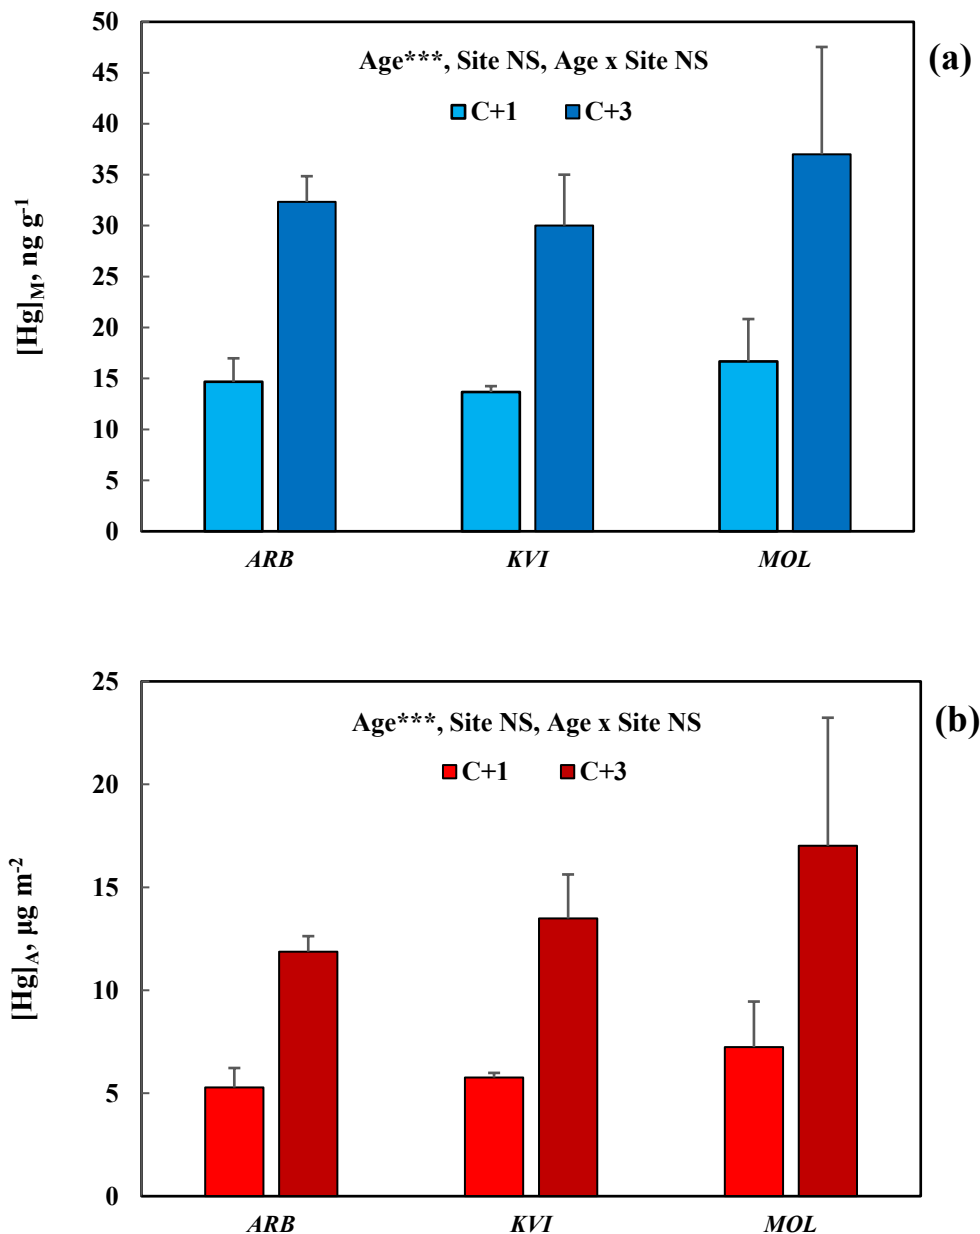 (a)
Age***, Site NS, Age x Site NS
C+1 C+3
[Hg]M, ng g-1
50
45
40
35
30
25
20
15
10
5
0
ARB KVI MOL
(b)
Age***, Site NS, Age x Site NS
C+1 C+3
[Hg]A, µg m-2
25
20
15
10
5
0
ARB KVI MOL